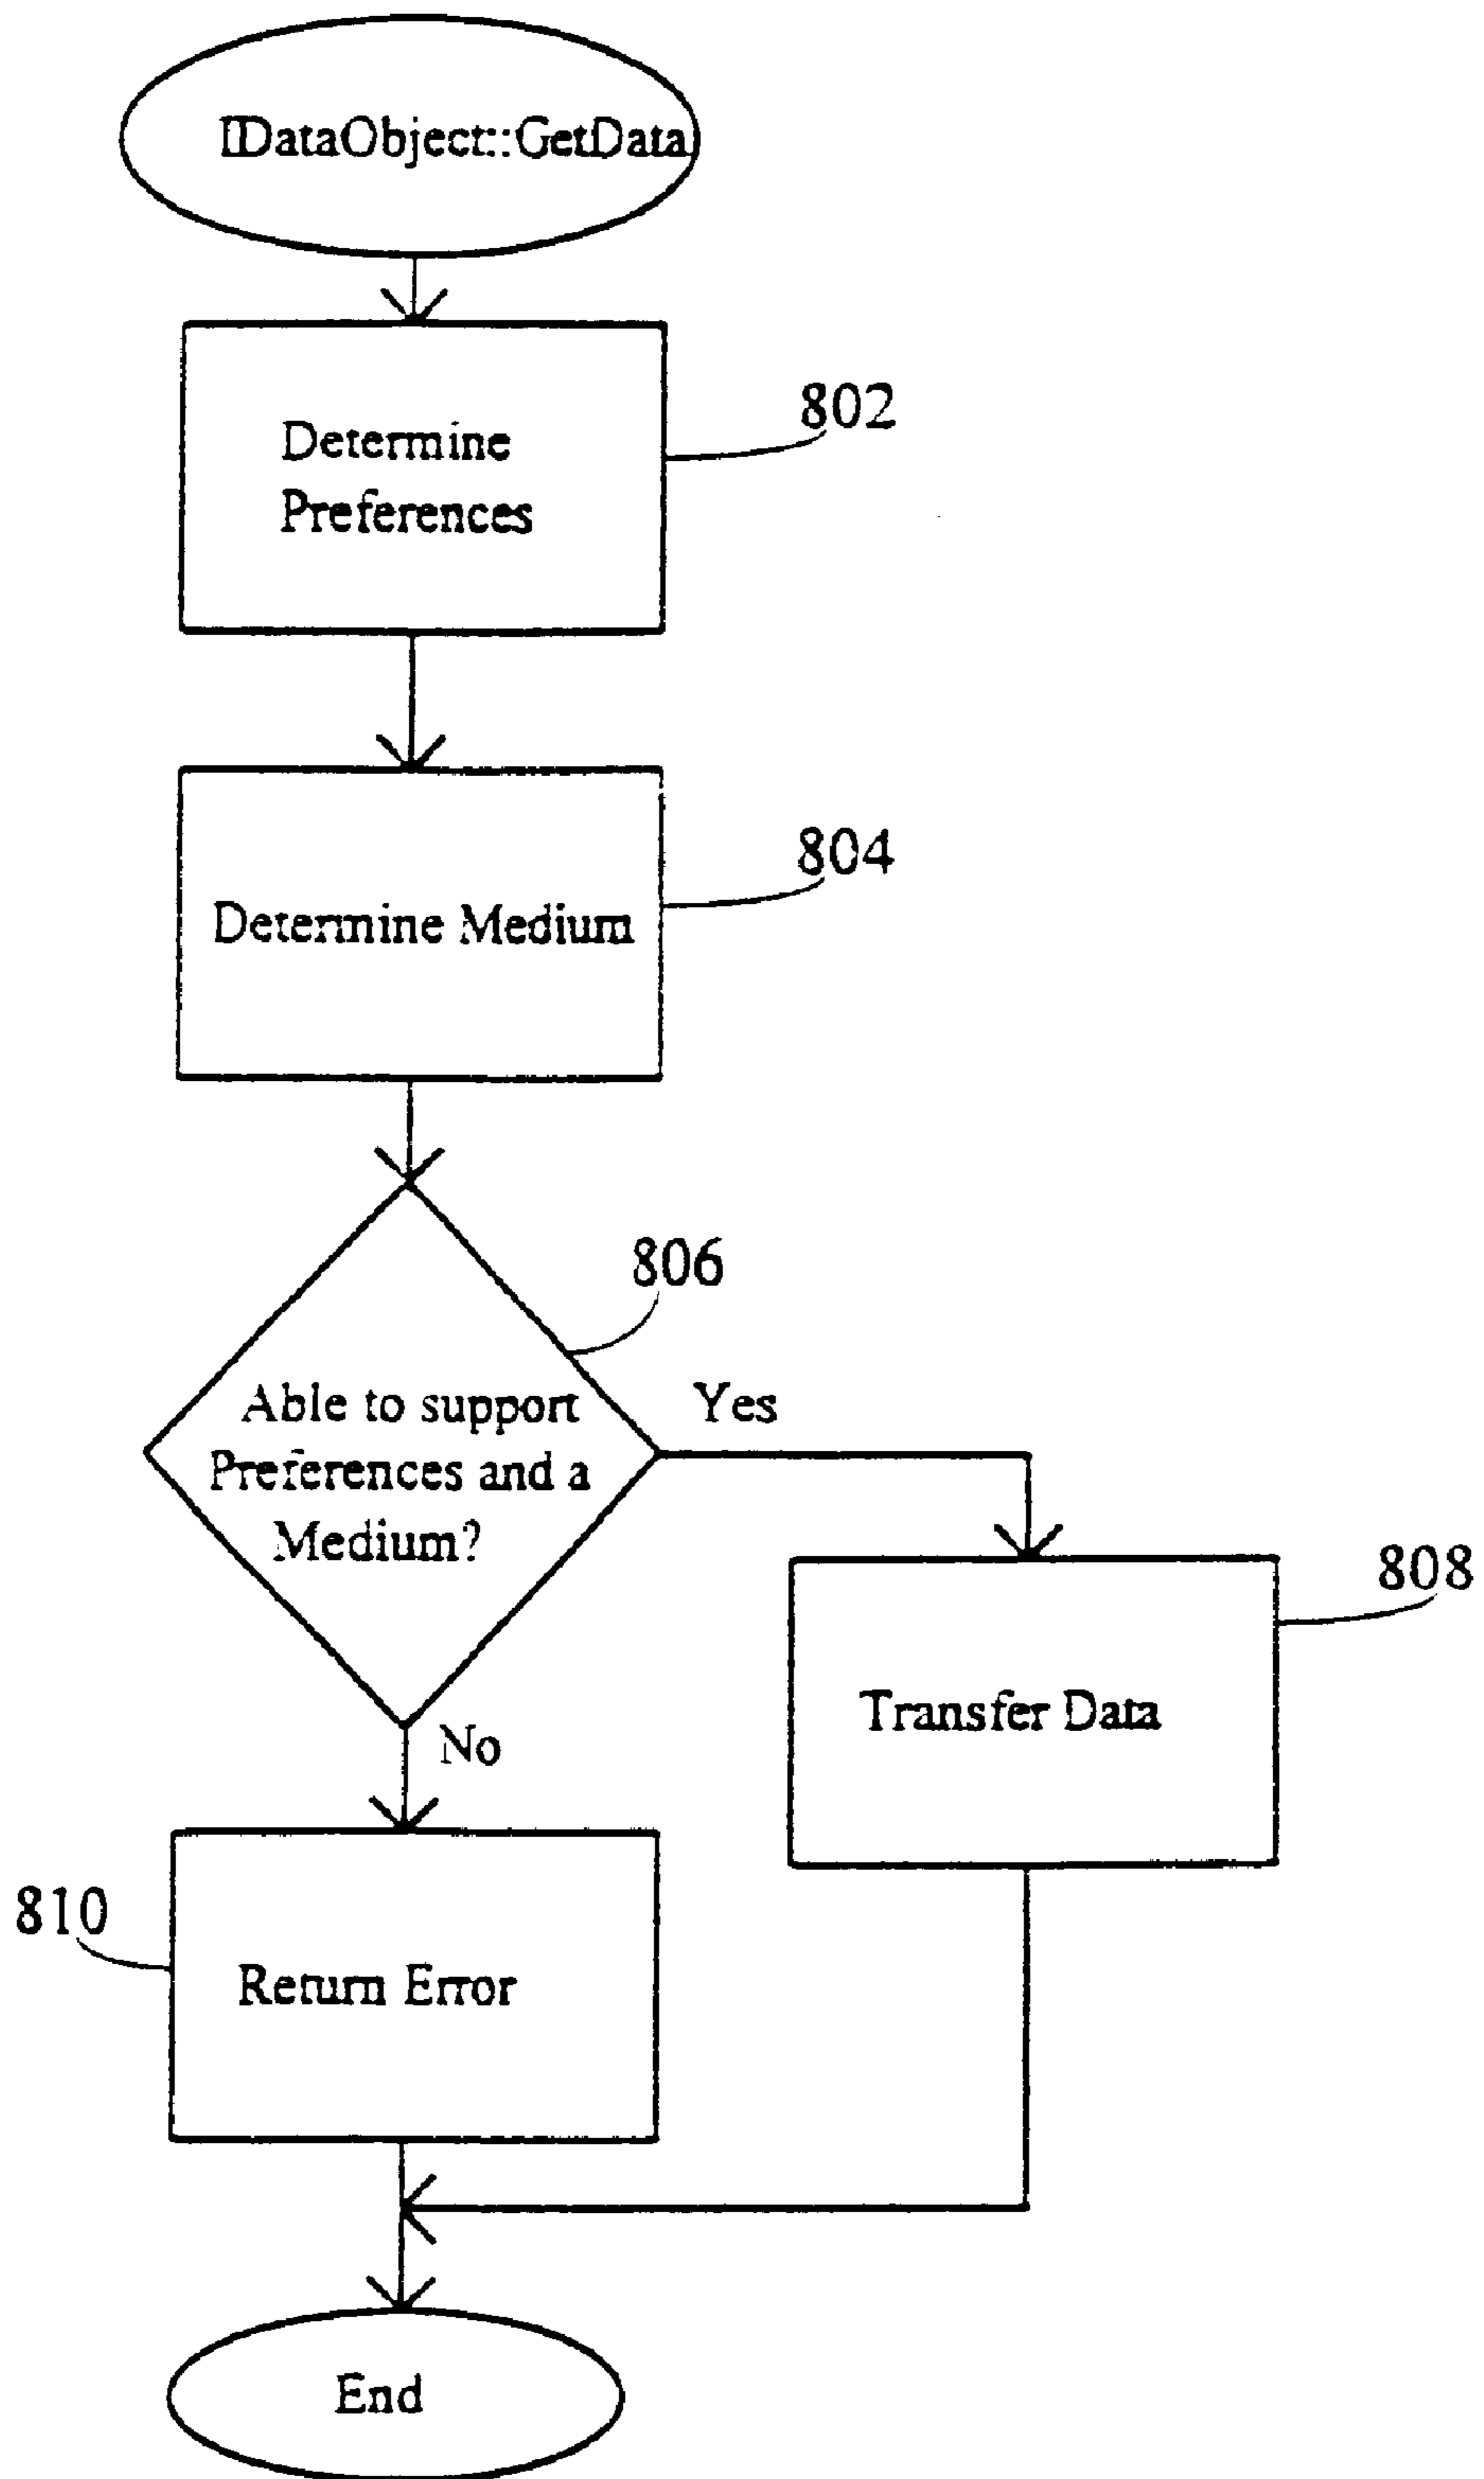 IDataObject::GetData
802
Determine
Preferences
804
Determine Medium
806
Able to support
Preferences and a
Medium?
Yes
No
808
Transfer Data
810
Return Error
End